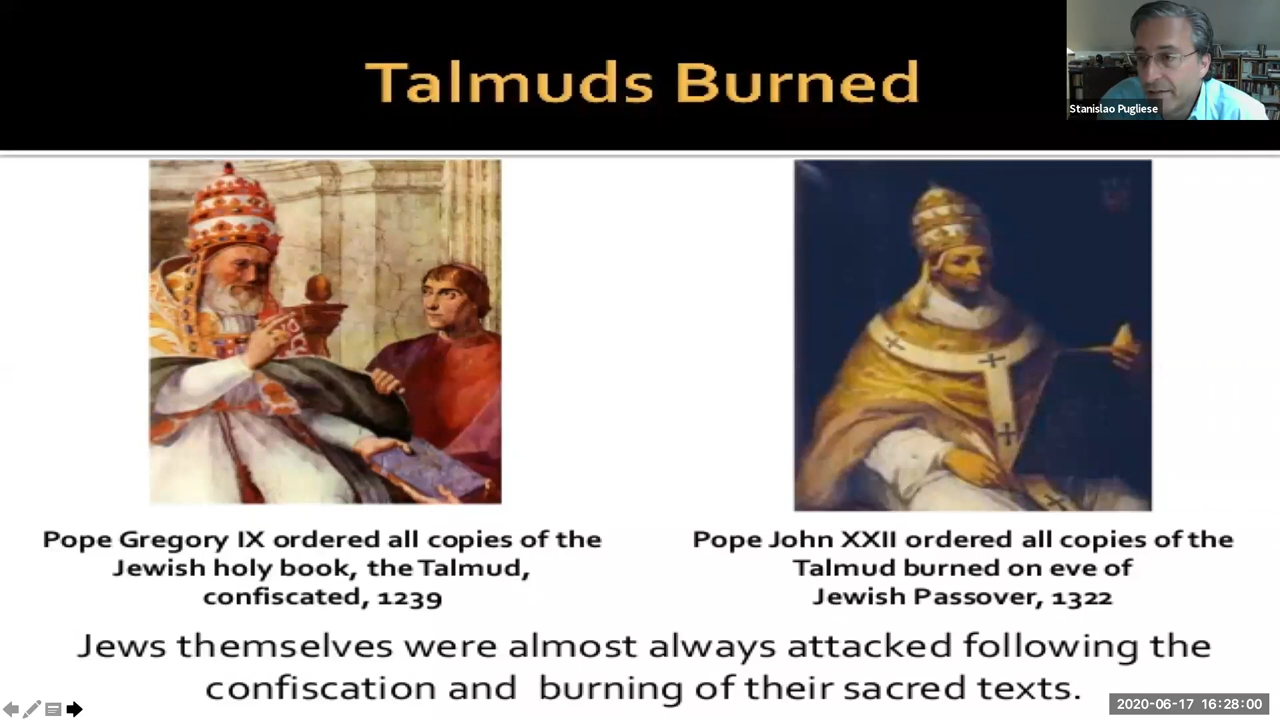 Talmuds Burned
Stanislao Pugliese
Pope Gregory IX ordered all copies of the
Jewish holy book, the Talmud,
confiscated, 1239
Pope John XXII ordered all copies of the
Talmud burned on eve of
Jewish Passover, 1322
Jews themselves were almost always attacked following the
confiscation and burning of their sacred texts.
2020-06-17 16:28:00